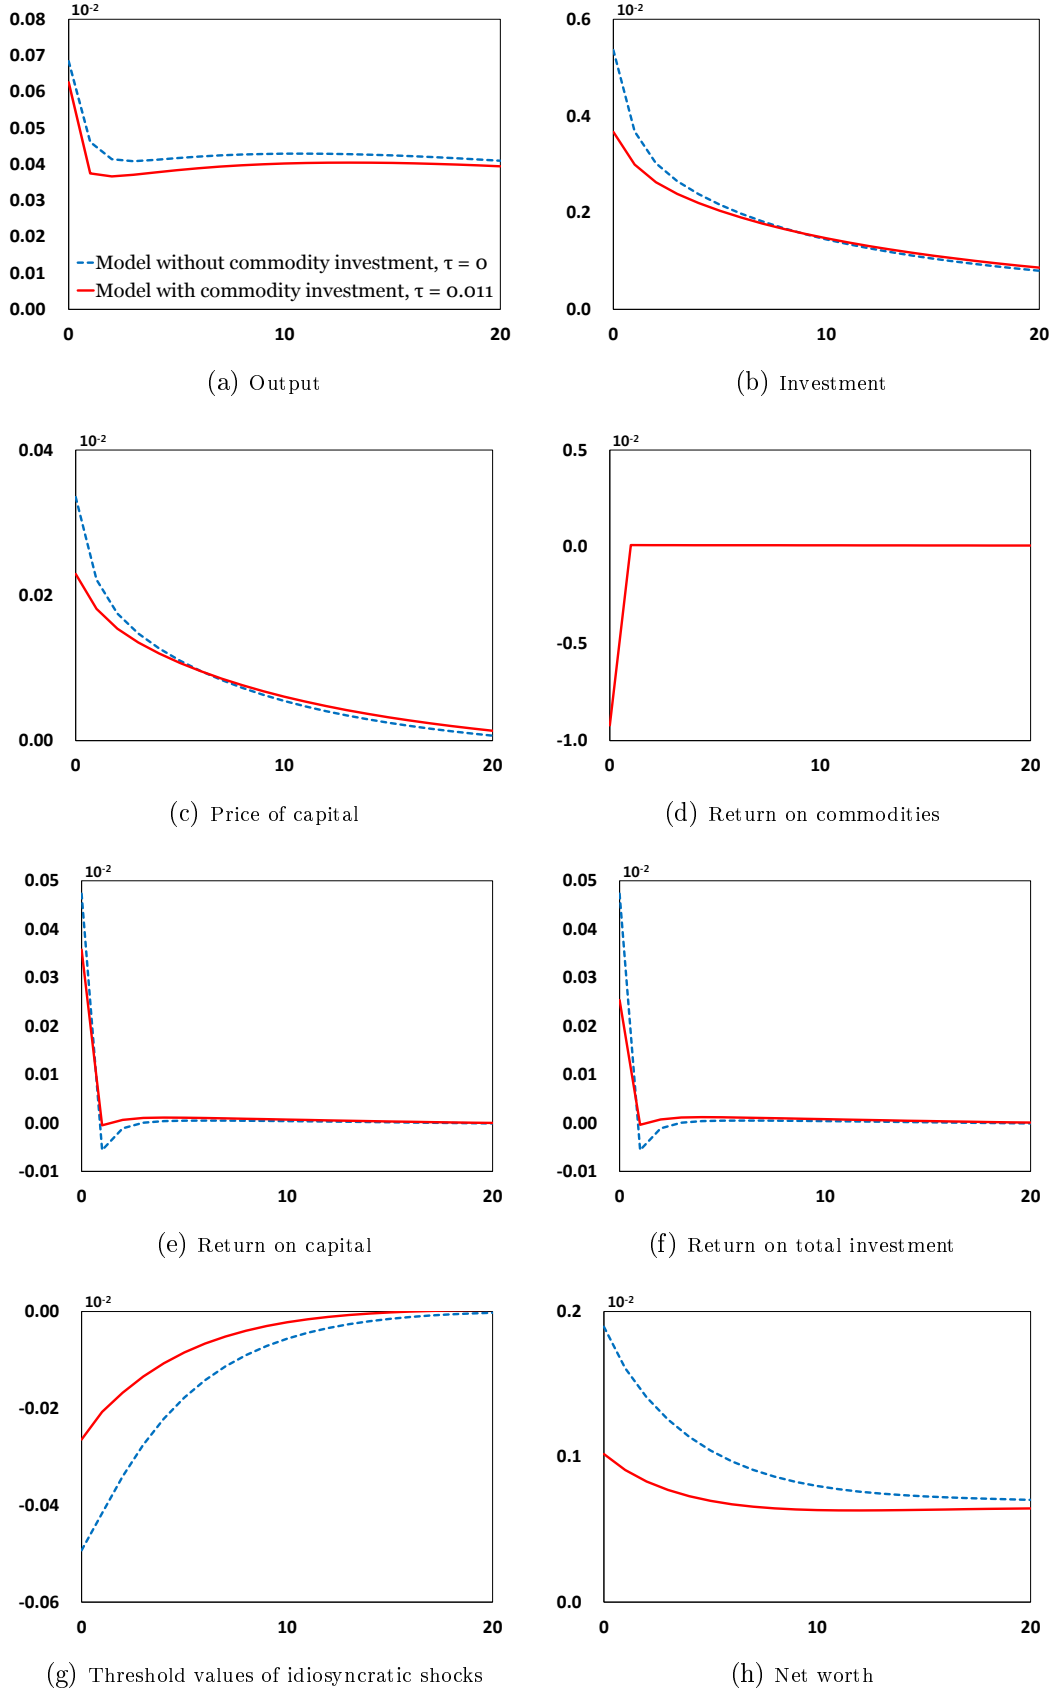 10-2
0.08
0.07
0.06
0.05
0.04
0.03
0.02
0.01
0.00
0 10 20
Model without commodity investment, τ = 0
Model with commodity investment, τ = 0.011
(a) Output
10-2
0.6
0.4
0.2
0.0
0 10 20
(b) Investment
10-2
0.04
0.02
0.00
0 10 20
(c) Price of capital
10-2
0.5
0.0
-0.5
-1.0
0 10 20
(d) Return on commodities
10-2
0.05
0.04
0.03
0.02
0.01
0.00
-0.01
0 10 20
(e) Return on capital
10-2
0.05
0.04
0.03
0.02
0.01
0.00
-0.01
0 10 20
(f) Return on total investment
10-2
0.00
-0.02
-0.04
-0.06
0 10 20
(g) Threshold values of idiosyncratic shocks
10-2
0.2
0.1
0.0
0 10 20
(h) Net worth